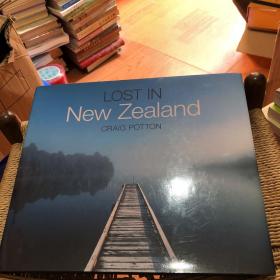 LOST IN
New Zealand
CRAIG POTTON